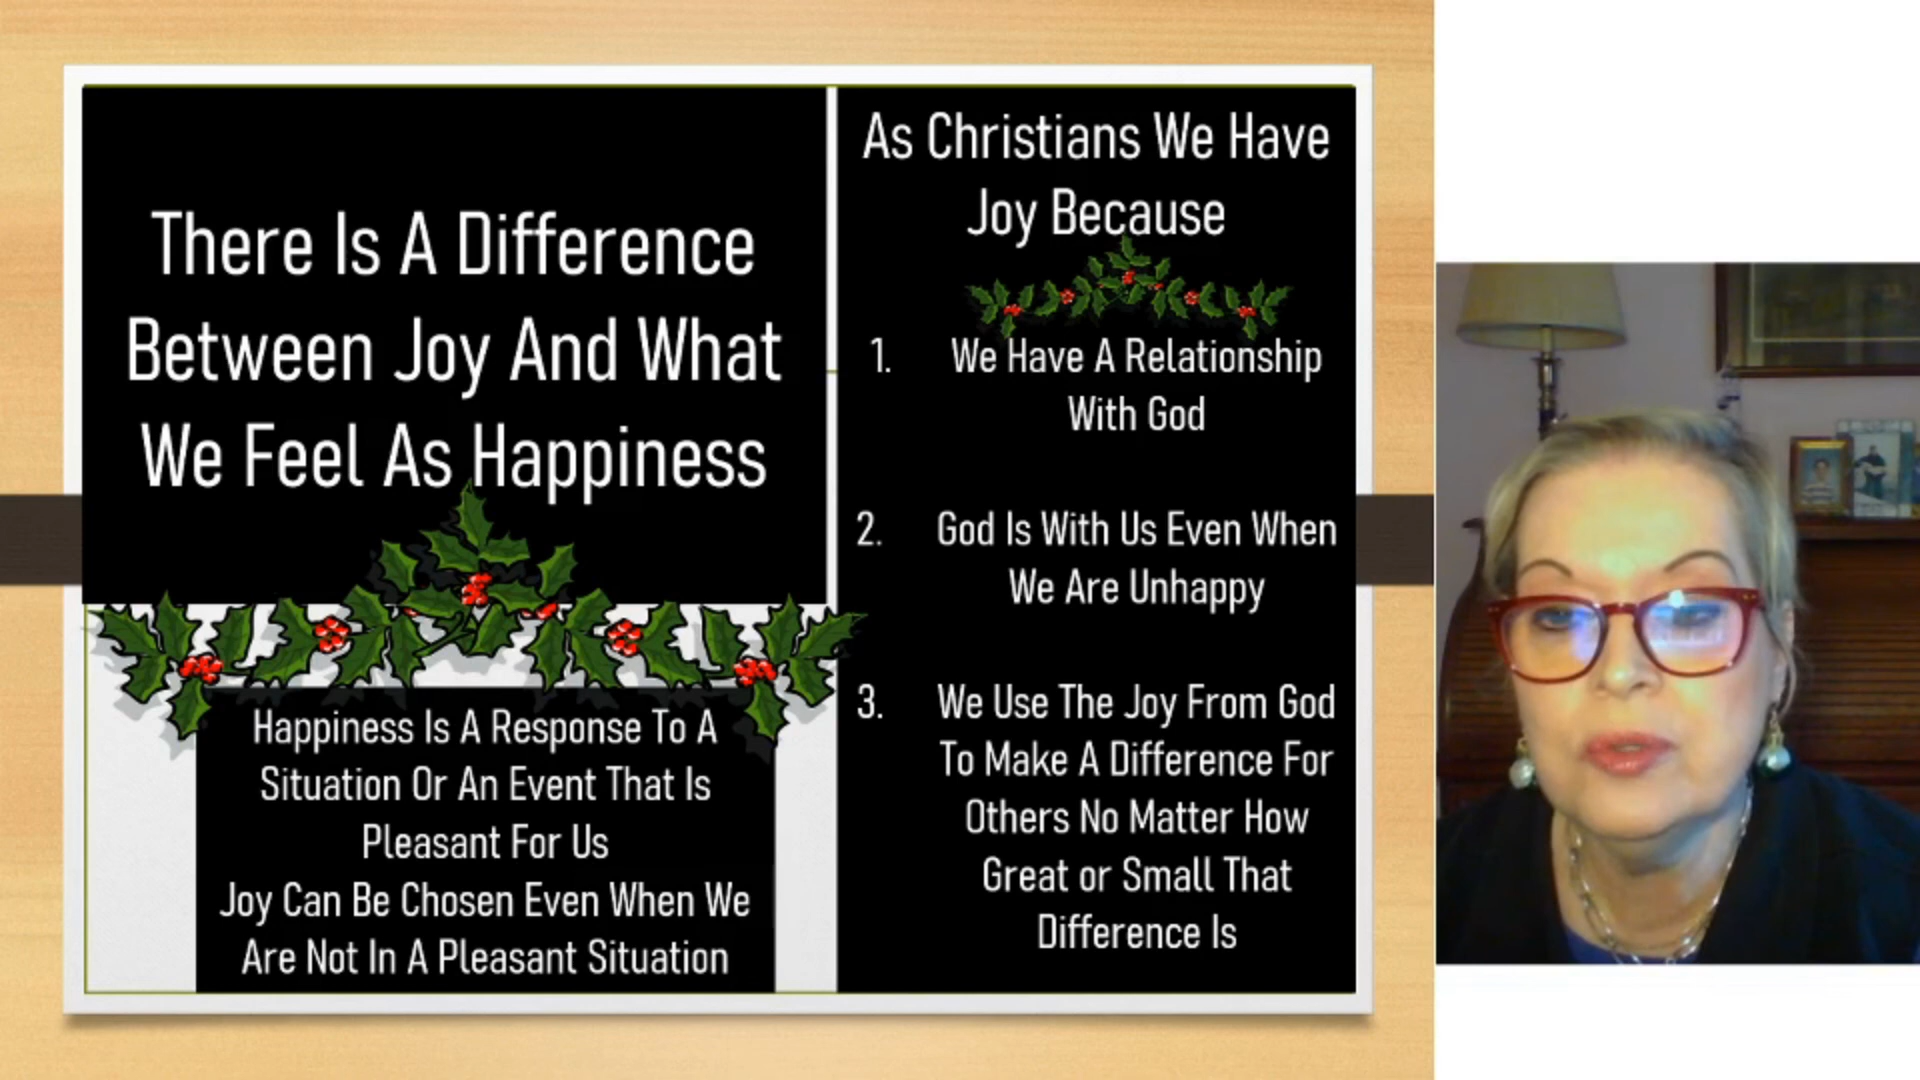 There Is A Difference
Between Joy And What
We Feel As Happiness
Happiness Is A Response To A
Situation Or An Event That Is
Pleasant For Us
Joy Can Be Chosen Even When We
Are Not In A Pleasant Situation
As Christians We Have
Joy Because
1. We Have A Relationship
With God
2. God Is With Us Even When
We Are Unhappy
3. We Use The Joy From God
To Make A Difference For
Others No Matter How
Great or Small That
Difference Is